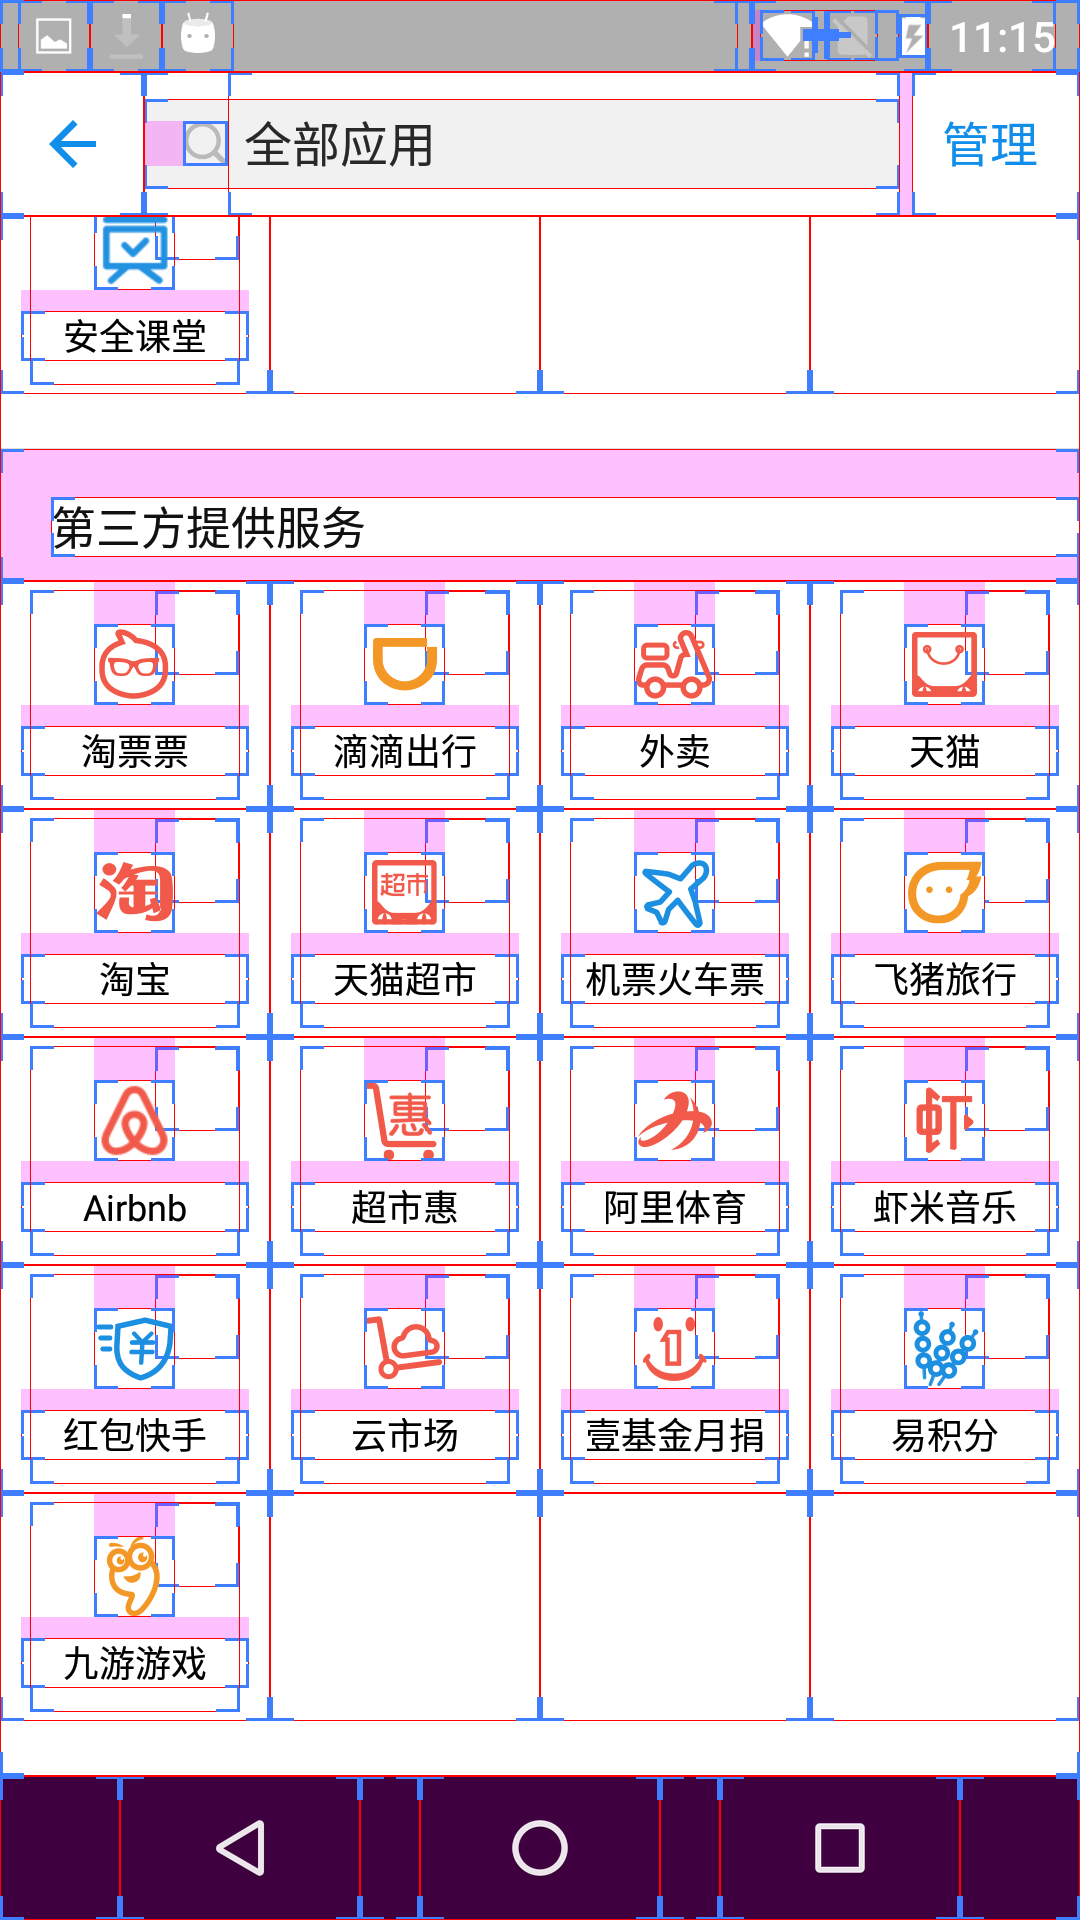 11:15
全部应用
管理
安全课堂
第三方提供服务
淘票票
滴滴出行
外卖
天猫
淘
超市
淘宝
天猫超市
机票火车票
飞猪旅行
惠
虾
Airbnb
超市惠
阿里体育
虾米音乐
¥
1
红包快手
云市场
壹基金月捐
易积分
九游游戏